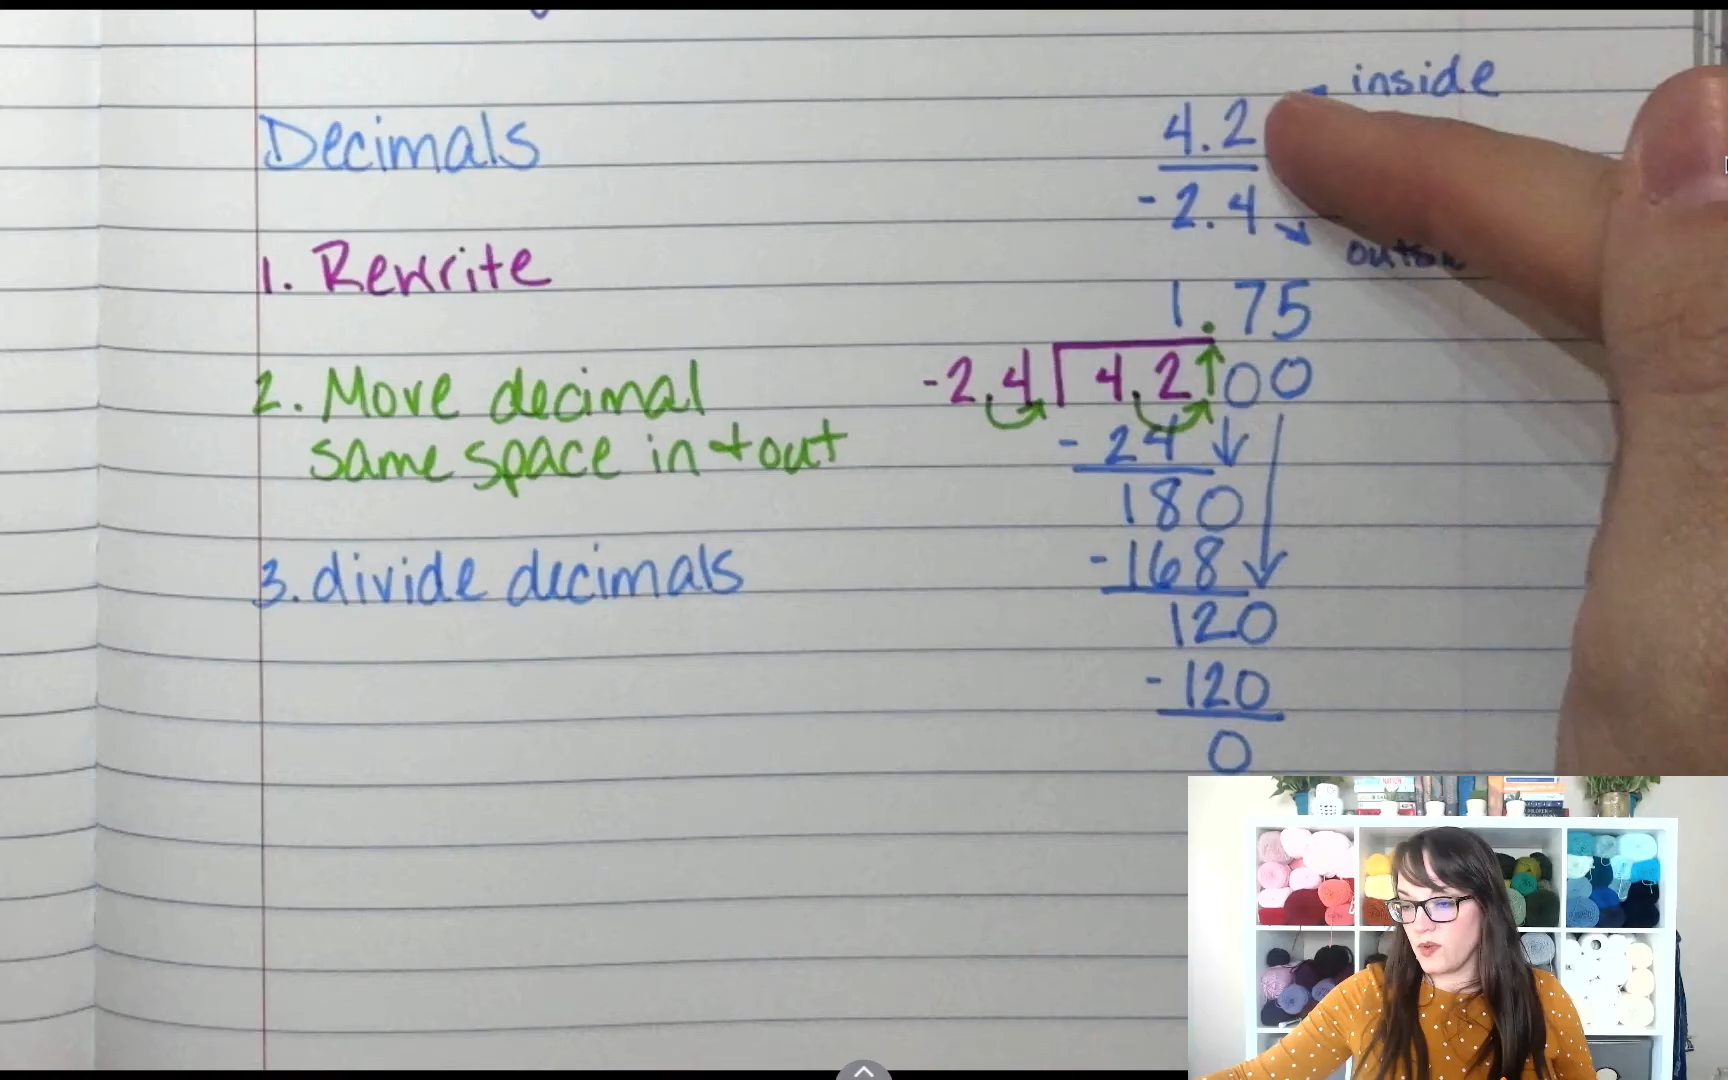 inside
Decimals
4.2
-2.4
1. Rewrite
1.75
2. Move decimal
-2.4 4.2 00
same space in + out
- 24
180
3. divide decimals
-168
120
-120
0